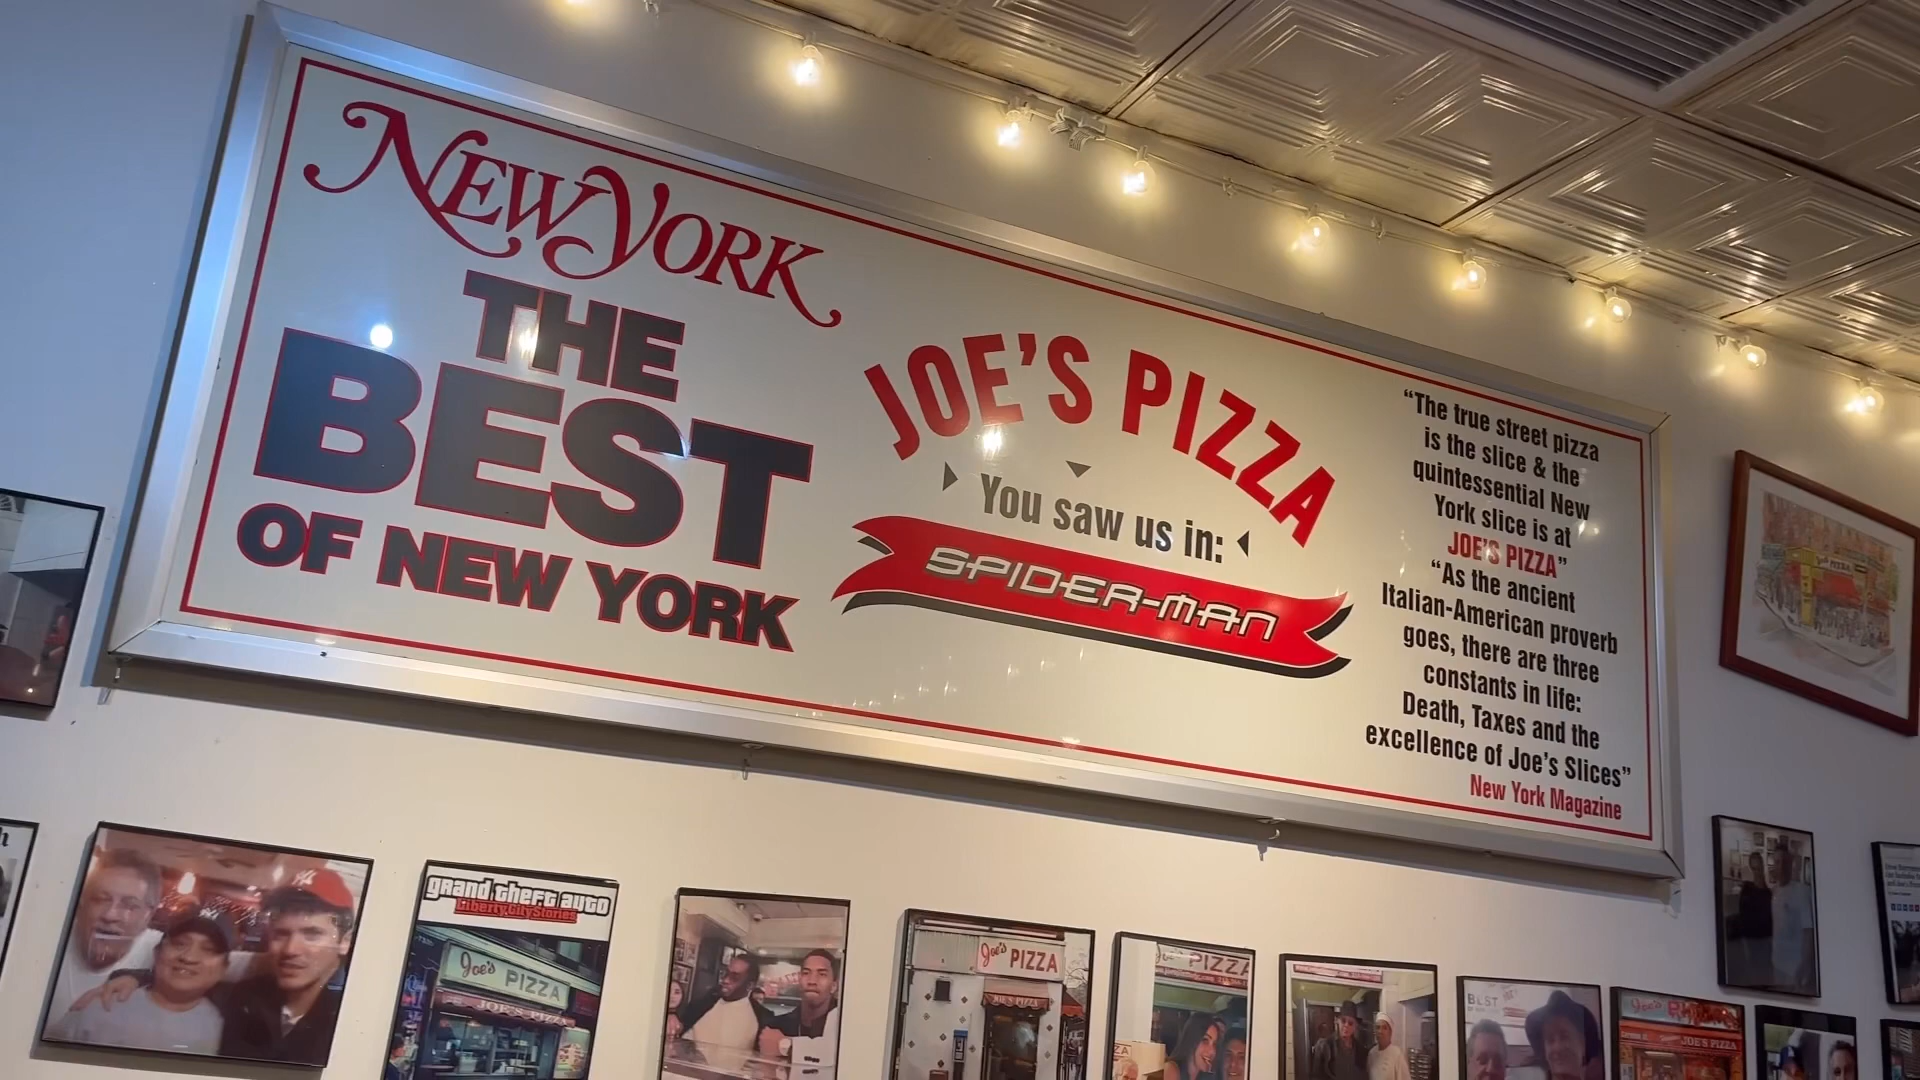 NEW YORK
THE
BEST
OF NEW YORK
JOE'S PIZZA
You saw us in:
SPIDER-MAN
“The true street pizza
is the slice & the
quintessential New
York slice is at
JOE'S PIZZA”
“As the ancient
Italian-American proverb
goes, there are three
constants in life:
Death, Taxes and the
excellence of Joe's Slices”
New York Magazine
grand theft auto
Liberty City Stories
Joe's PIZZA
JOE'S PIZZA
Joe's PIZZA
JOE'S PIZZA
PIZZA
BEST
JOE'S PIZZA